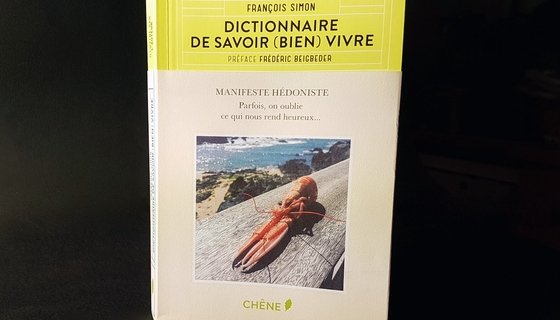 FRANÇOIS SIMON
DICTIONNAIRE
DE SAVOIR (BIEN) VIVRE
PRÉFACE FRÉDÉRIC BEIGBEDER
MANIFESTE HÉDONISTE
Parfois, on oublie
ce qui nous rend heureux...
CHÊNE